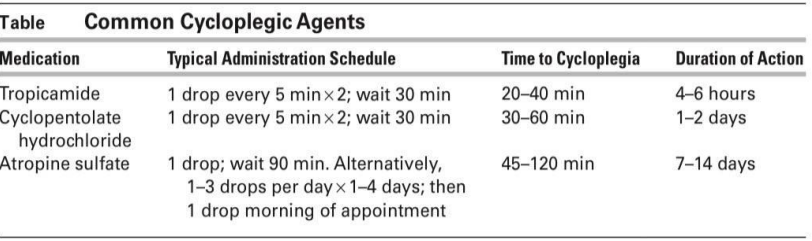 Table Common Cycloplegic Agents
Medication Typical Administration Schedule Time to Cycloplegia Duration of Action
Tropicamide 1 drop every 5 min×2; wait 30 min 20–40 min 4–6 hours
Cyclopentolate 1 drop every 5 min×2; wait 30 min 30–60 min 1–2 days
hydrochloride
Atropine sulfate 1 drop; wait 90 min. Alternatively, 45–120 min 7–14 days
1–3 drops per day×1–4 days; then
1 drop morning of appointment